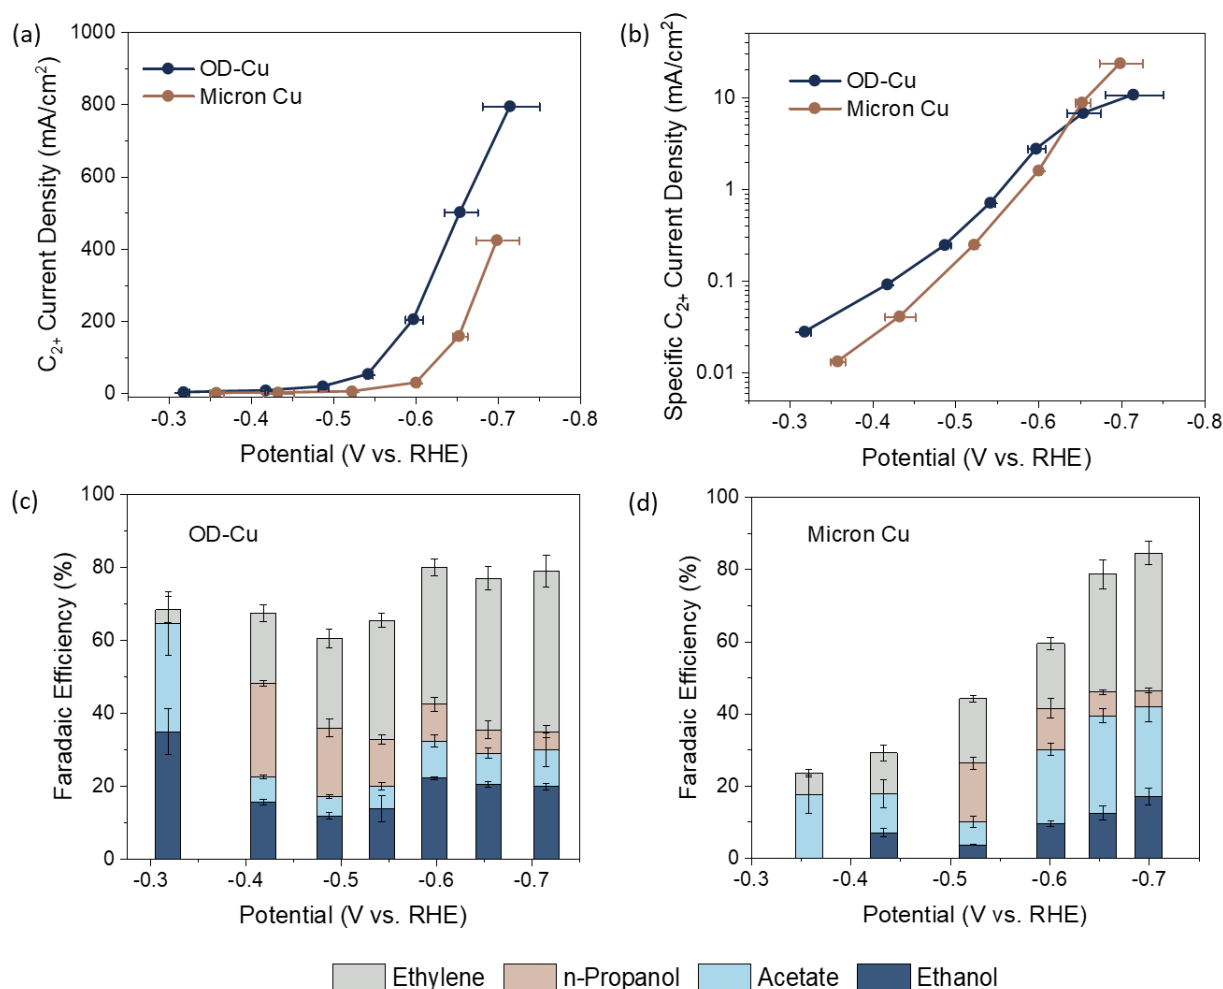 (a)
C2+ Current Density (mA/cm²)
1000
800
600
400
200
0
OD-Cu
Micron Cu
-0.3 -0.4 -0.5 -0.6 -0.7 -0.8
Potential (V vs. RHE)
(b)
Specific C2+ Current Density (mA/cm²)
10
1
0.1
0.01
OD-Cu
Micron Cu
-0.3 -0.4 -0.5 -0.6 -0.7 -0.8
Potential (V vs. RHE)
(c)
Faradaic Efficiency (%)
100
80
60
40
20
0
OD-Cu
-0.3 -0.4 -0.5 -0.6 -0.7
Potential (V vs. RHE)
(d)
Faradaic Efficiency (%)
100
80
60
40
20
0
Micron Cu
-0.3 -0.4 -0.5 -0.6 -0.7
Potential (V vs. RHE)
Ethylene n-Propanol Acetate Ethanol